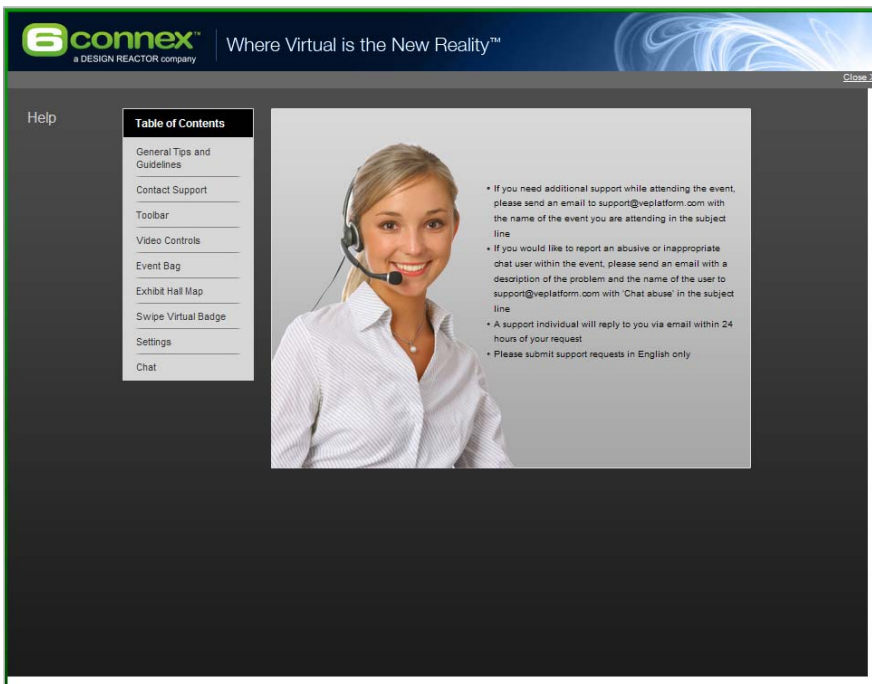 6connex™
a DESIGN REACTOR company
Where Virtual is the New Reality™
Close X
Help
Table of Contents
General Tips and
Guidelines
Contact Support
Toolbar
Video Controls
Event Bag
Exhibit Hall Map
Swipe Virtual Badge
Settings
Chat
• If you need additional support while attending the event,
please send an email to support@veplatform.com with
the name of the event you are attending in the subject
line
• If you would like to report an abusive or inappropriate
chat user within the event, please send an email with a
description of the problem and the name of the user to
support@veplatform.com with 'Chat abuse' in the subject
line
• A support individual will reply to you via email within 24
hours of your request
• Please submit support requests in English only